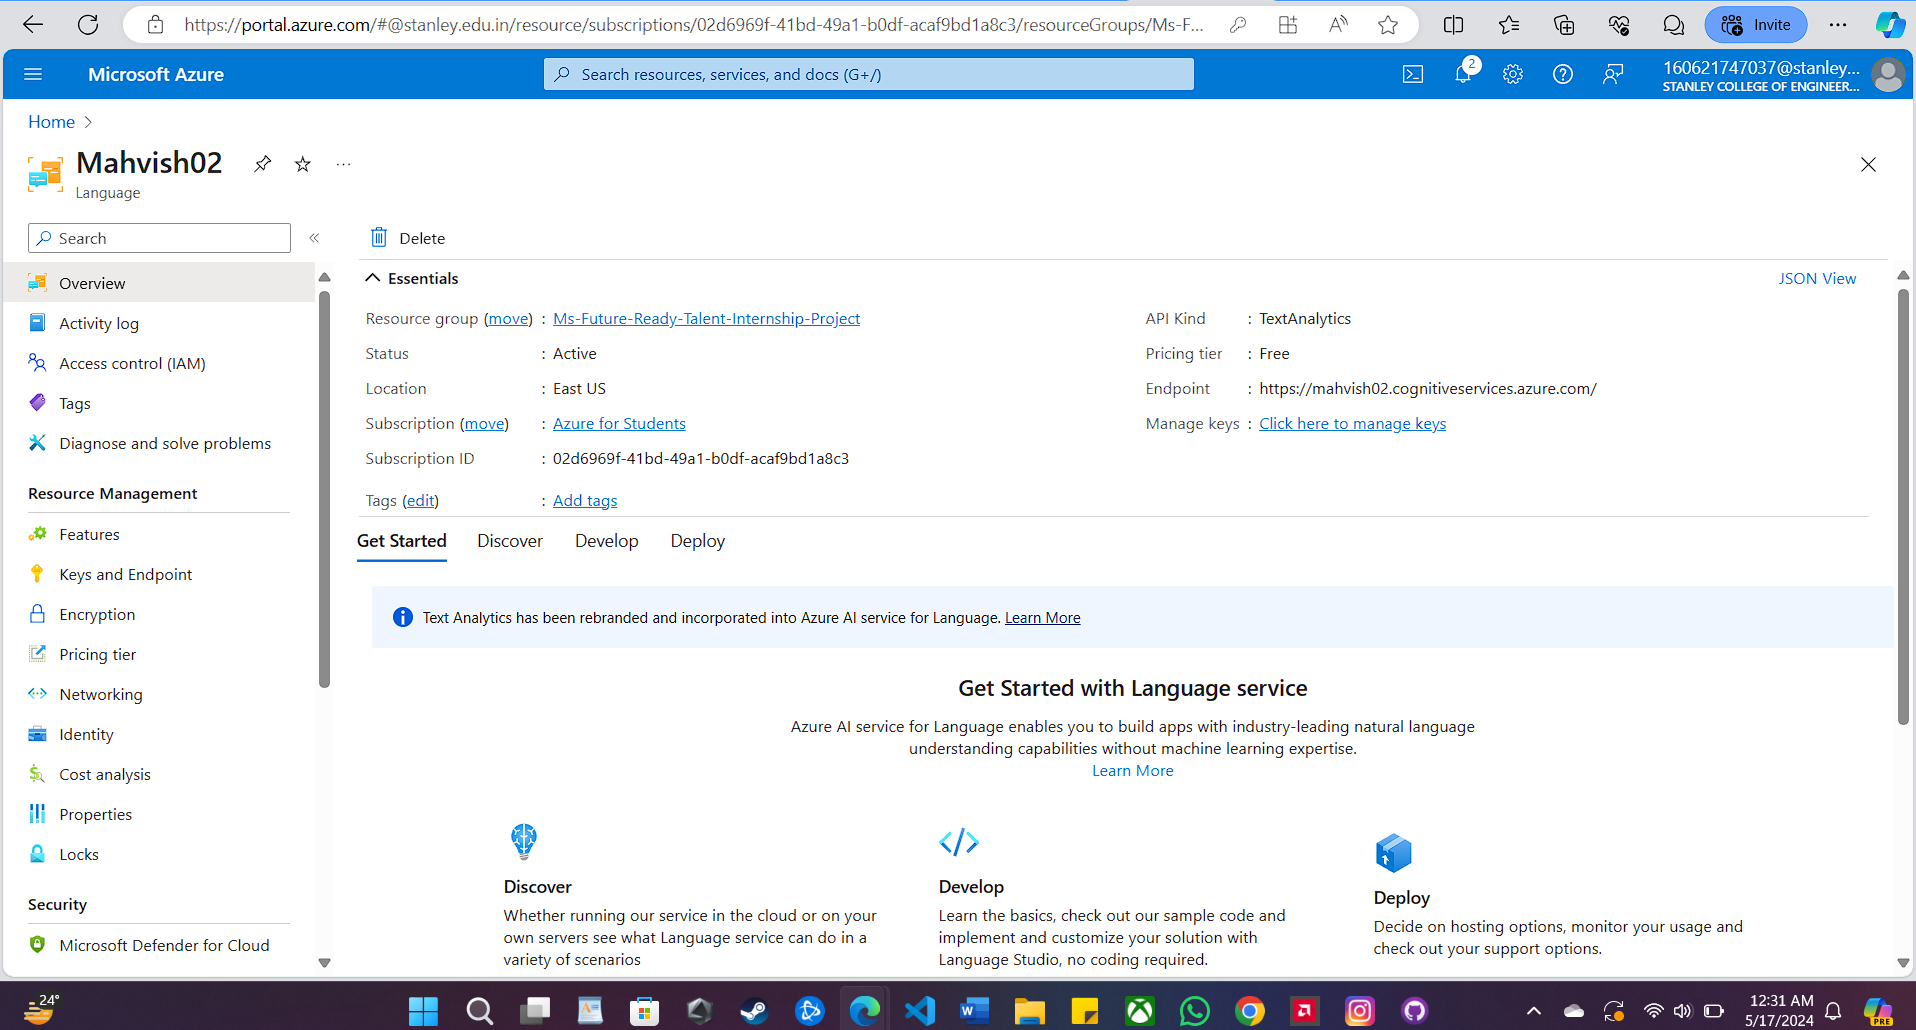 https://portal.azure.com/#@stanley.edu.in/resource/subscriptions/02d6969f-41bd-49a1-b0df-acaf9bd1a8c3/resourceGroups/Ms-F...
Invite
Microsoft Azure
Search resources, services, and docs (G+/)
2
160621747037@stanley...
STANLEY COLLEGE OF ENGINEER...
Home
Mahvish02
Language
Search
Delete
Overview
Activity log
Access control (IAM)
Tags
Diagnose and solve problems
Resource Management
Features
Keys and Endpoint
Encryption
Pricing tier
Networking
Identity
Cost analysis
Properties
Locks
Security
Microsoft Defender for Cloud
Essentials
JSON View
Resource group (move) : Ms-Future-Ready-Talent-Internship-Project
Status : Active
Location : East US
Subscription (move) : Azure for Students
Subscription ID : 02d6969f-41bd-49a1-b0df-acaf9bd1a8c3
Tags (edit) : Add tags
API Kind : TextAnalytics
Pricing tier : Free
Endpoint : https://mahvish02.cognitiveservices.azure.com/
Manage keys : Click here to manage keys
Get Started Discover Develop Deploy
Text Analytics has been rebranded and incorporated into Azure AI service for Language. Learn More
Get Started with Language service
Azure AI service for Language enables you to build apps with industry-leading natural language
understanding capabilities without machine learning expertise.
Learn More
Discover
Whether running our service in the cloud or on your
own servers see what Language service can do in a
variety of scenarios
Develop
Learn the basics, check out our sample code and
implement and customize your solution with
Language Studio, no coding required.
Deploy
Decide on hosting options, monitor your usage and
check out your support options.
24°
12:31 AM
5/17/2024
PRE